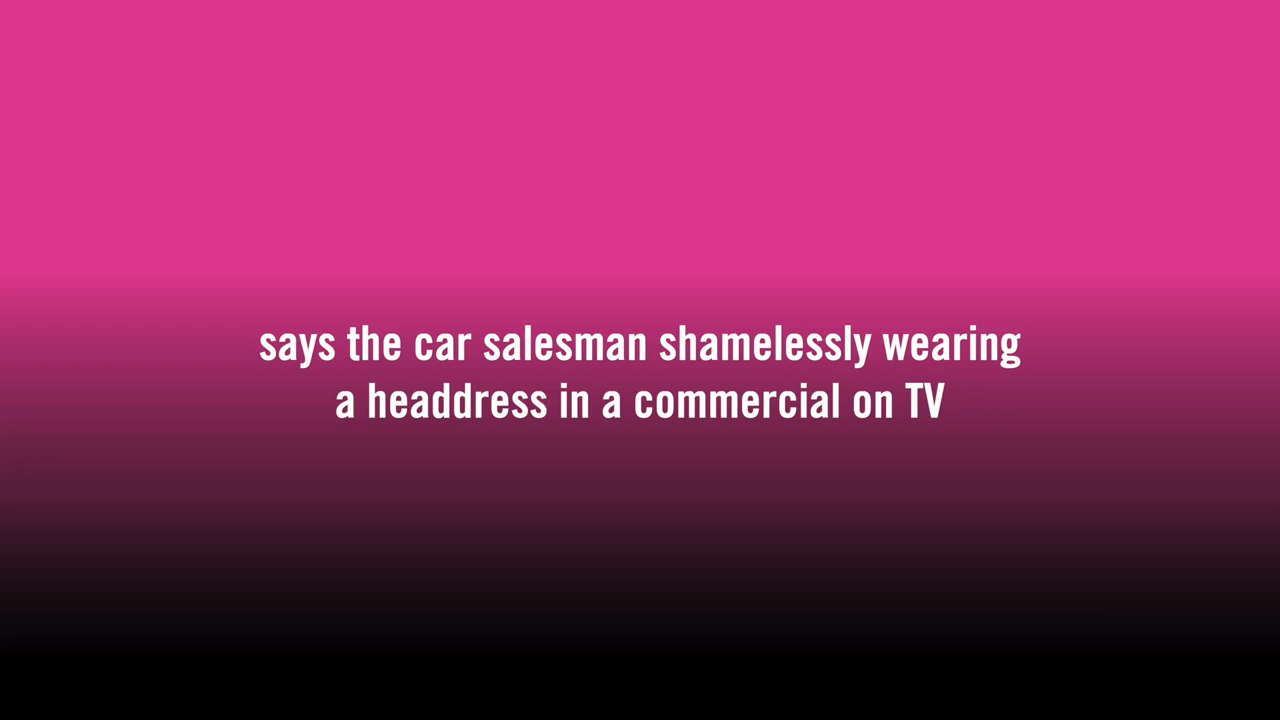 says the car salesman shamelessly wearing
a headdress in a commercial on TV